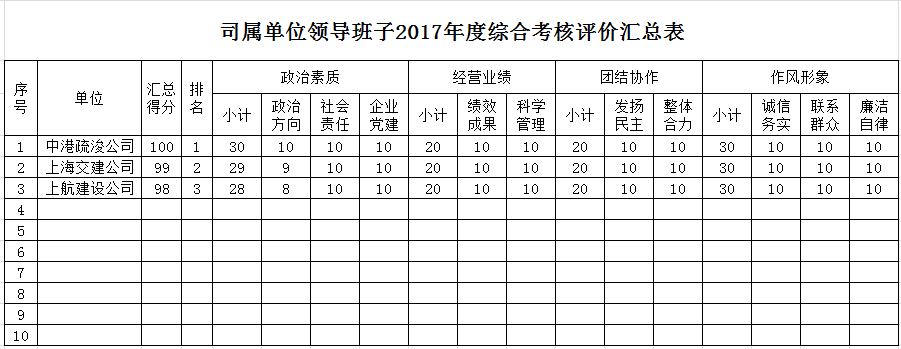 司属单位领导班子2017年度综合考核评价汇总表
序号 单位 汇总得分 排名 政治素质 经营业绩 团结协作 作风形象
小计 政治方向 社会责任 企业党建 小计 绩效成果 科学管理 小计 发扬民主 整体合力 小计 诚信务实 联系群众 廉洁自律
1 中港疏浚公司 100 1 30 10 10 10 20 10 10 20 10 10 30 10 10 10
2 上海交建公司 99 2 29 9 10 10 20 10 10 20 10 10 30 10 10 10
3 上航建设公司 98 3 28 8 10 10 20 10 10 20 10 10 30 10 10 10
4
5
6
7
8
9
10